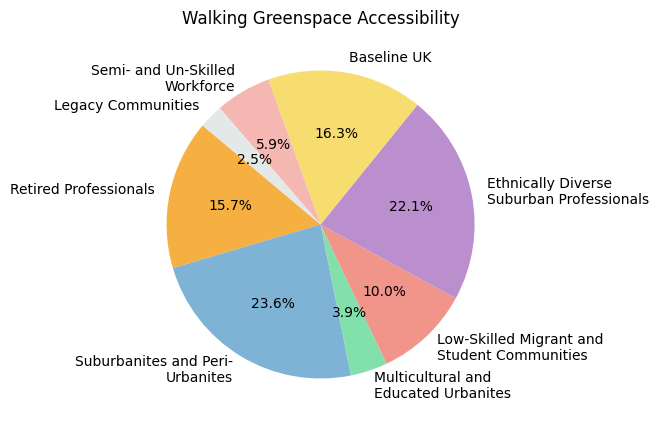 Walking Greenspace Accessibility
Baseline UK
Semi- and Un-Skilled
Workforce
Legacy Communities
Retired Professionals
Suburbanites and Peri-
Urbanites
Multicultural and
Educated Urbanites
Low-Skilled Migrant and
Student Communities
Ethnically Diverse
Suburban Professionals
16.3%
5.9%
2.5%
15.7%
23.6%
3.9%
10.0%
22.1%